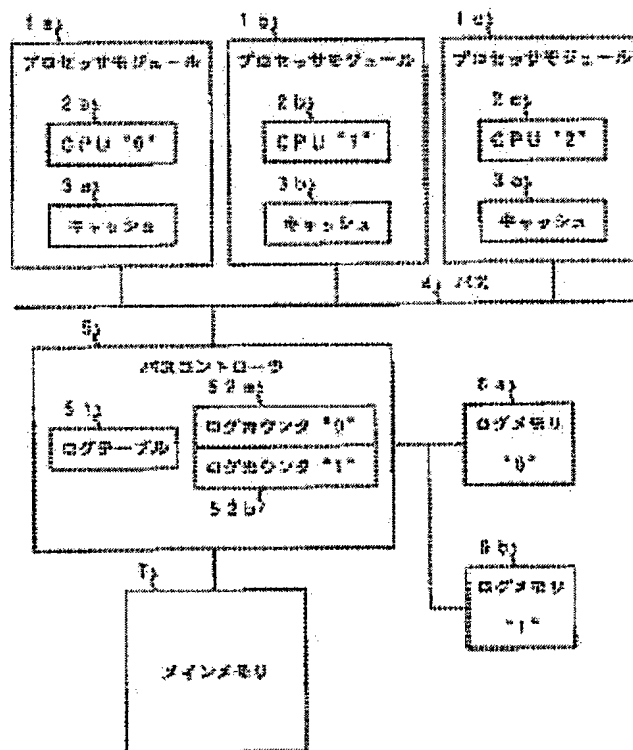 1a 1b 1c
プロセッサモジュール プロセッサモジュール プロセッサモジュール
2a 2b 2c
CPU "0" CPU "1" CPU "2"
3a 3b 3c
キャッシュ キャッシュ キャッシュ
4 バス
5
バスコントローラ
51 52a 6a
ログテーブル ログカウンタ "0" ログメモリ "0"
ログカウンタ "1"
52b 6b
7 ログメモリ "1"
メインメモリ